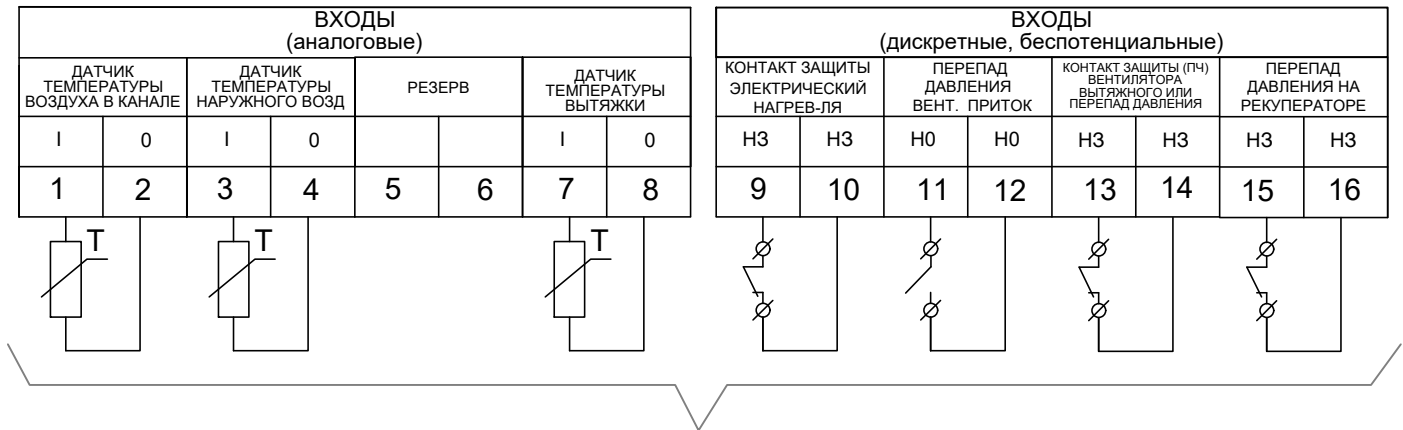 ВХОДЫ
(аналоговые)
ДАТЧИК
ТЕМПЕРАТУРЫ
ВОЗДУХА В КАНАЛЕ
ДАТЧИК
ТЕМПЕРАТУРЫ
НАРУЖНОГО ВОЗД
РЕЗЕРВ
ДАТЧИК
ТЕМПЕРАТУРЫ
ВЫТЯЖКИ
I 0 I 0 I 0
1 2 3 4 5 6 7 8
T T T
ВХОДЫ
(дискретные, беспотенциальные)
КОНТАКТ ЗАЩИТЫ
ЭЛЕКТРИЧЕСКИЙ
НАГРЕВ-ЛЯ
ПЕРЕПАД
ДАВЛЕНИЯ
ВЕНТ. ПРИТОК
КОНТАКТ ЗАЩИТЫ (ПЧ)
ВЕНТИЛЯТОРА
ВЫТЯЖНОГО ИЛИ
ПЕРЕПАД ДАВЛЕНИЯ
ПЕРЕПАД
ДАВЛЕНИЯ НА
РЕКУПЕРАТОРЕ
НЗ НЗ Н0 Н0 НЗ НЗ НЗ НЗ
9 10 11 12 13 14 15 16